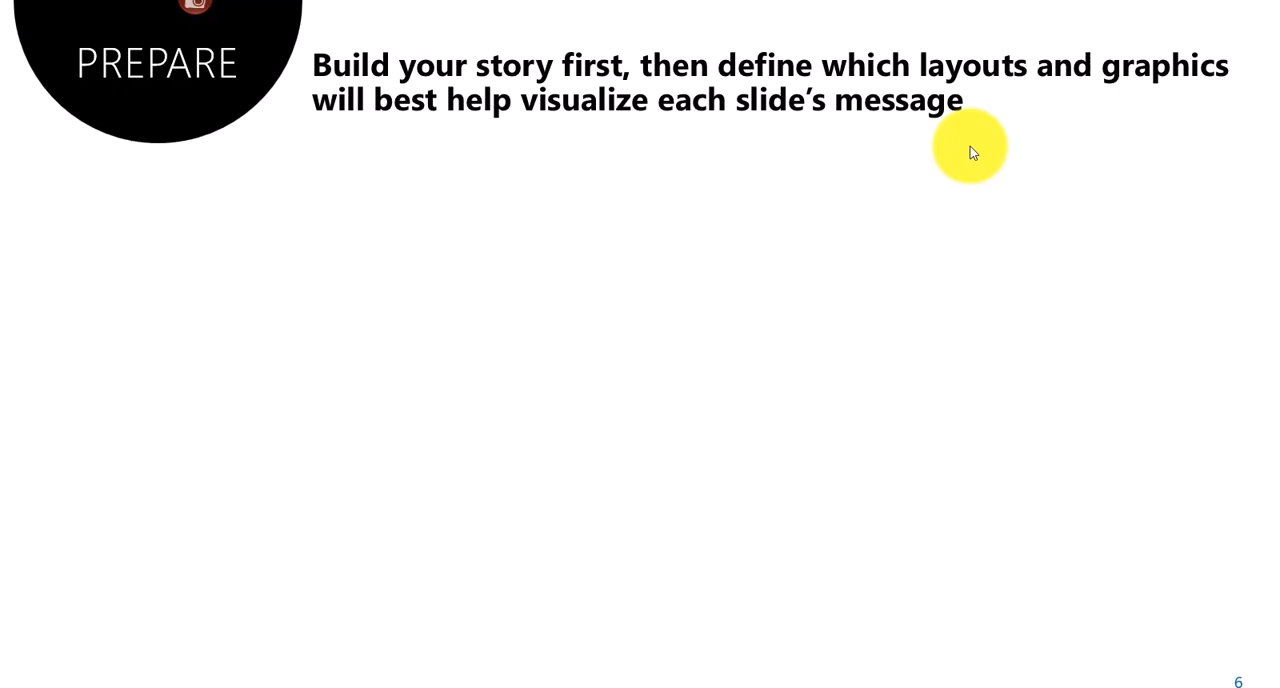 PREPARE
Build your story first, then define which layouts and graphics
will best help visualize each slide’s message
6